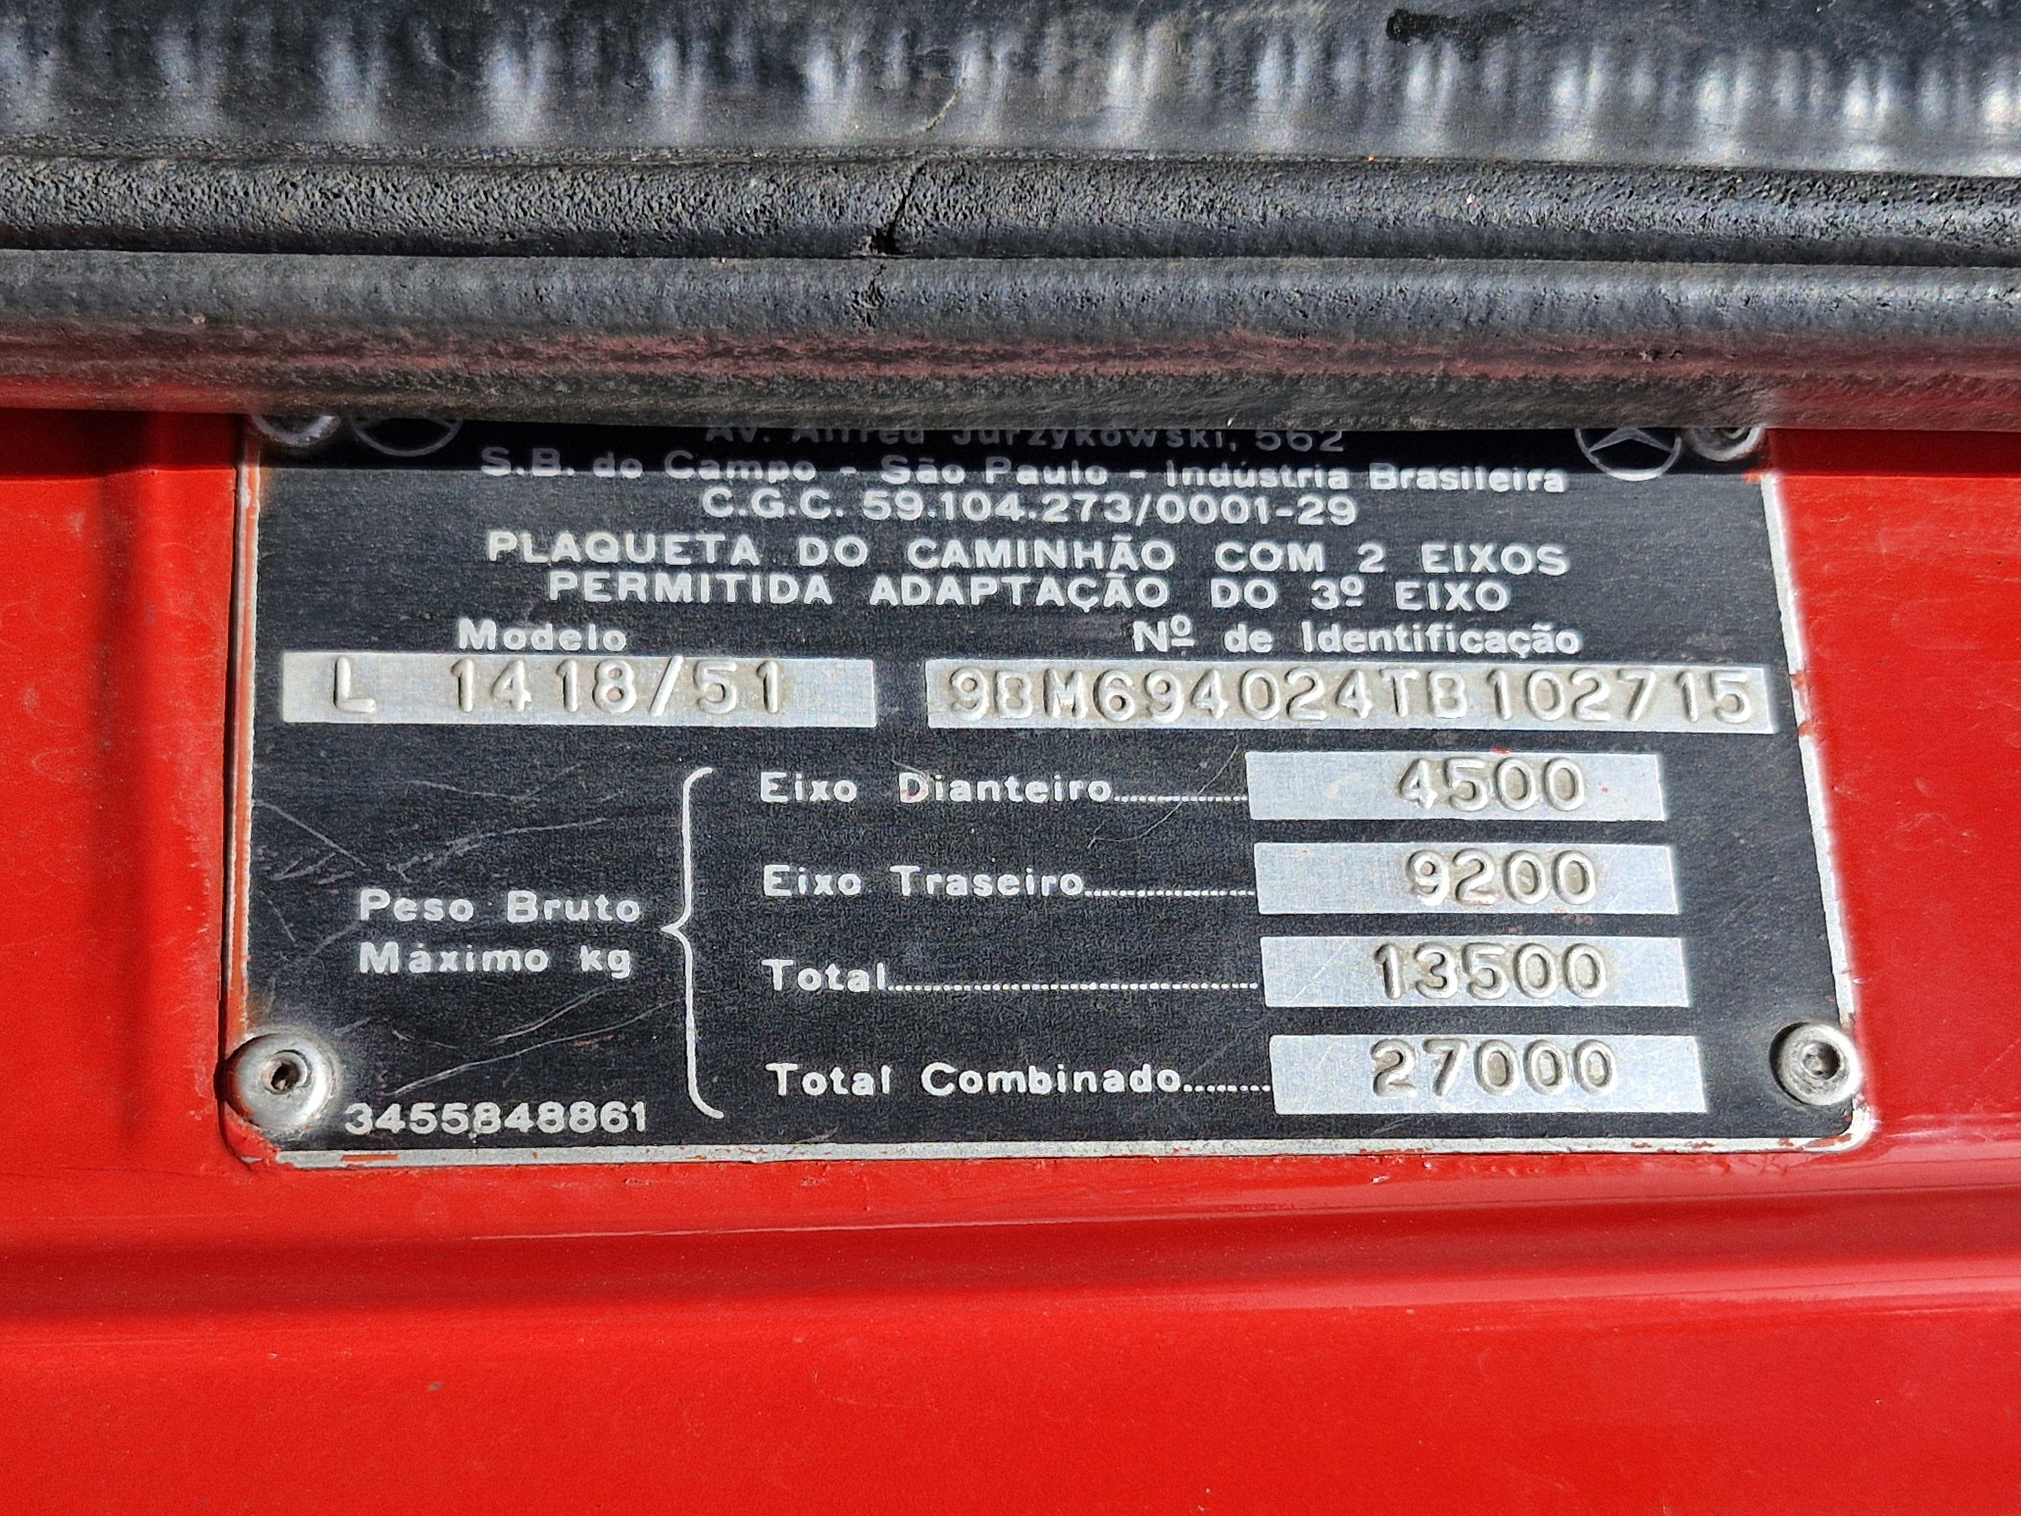 Av. Alfred Jurzykowski, 562
S.B. do Campo - São Paulo - Indústria Brasileira
C.G.C. 59.104.273/0001-29
PLAQUETA DO CAMINHÃO COM 2 EIXOS
PERMITIDA ADAPTAÇÃO DO 3º EIXO
Modelo Nº de Identificação
L 1418/51 9BM694024TB102715
Eixo Dianteiro 4500
Eixo Traseiro 9200
Peso Bruto
Máximo kg
Total 13500
Total Combinado 27000
3455848861